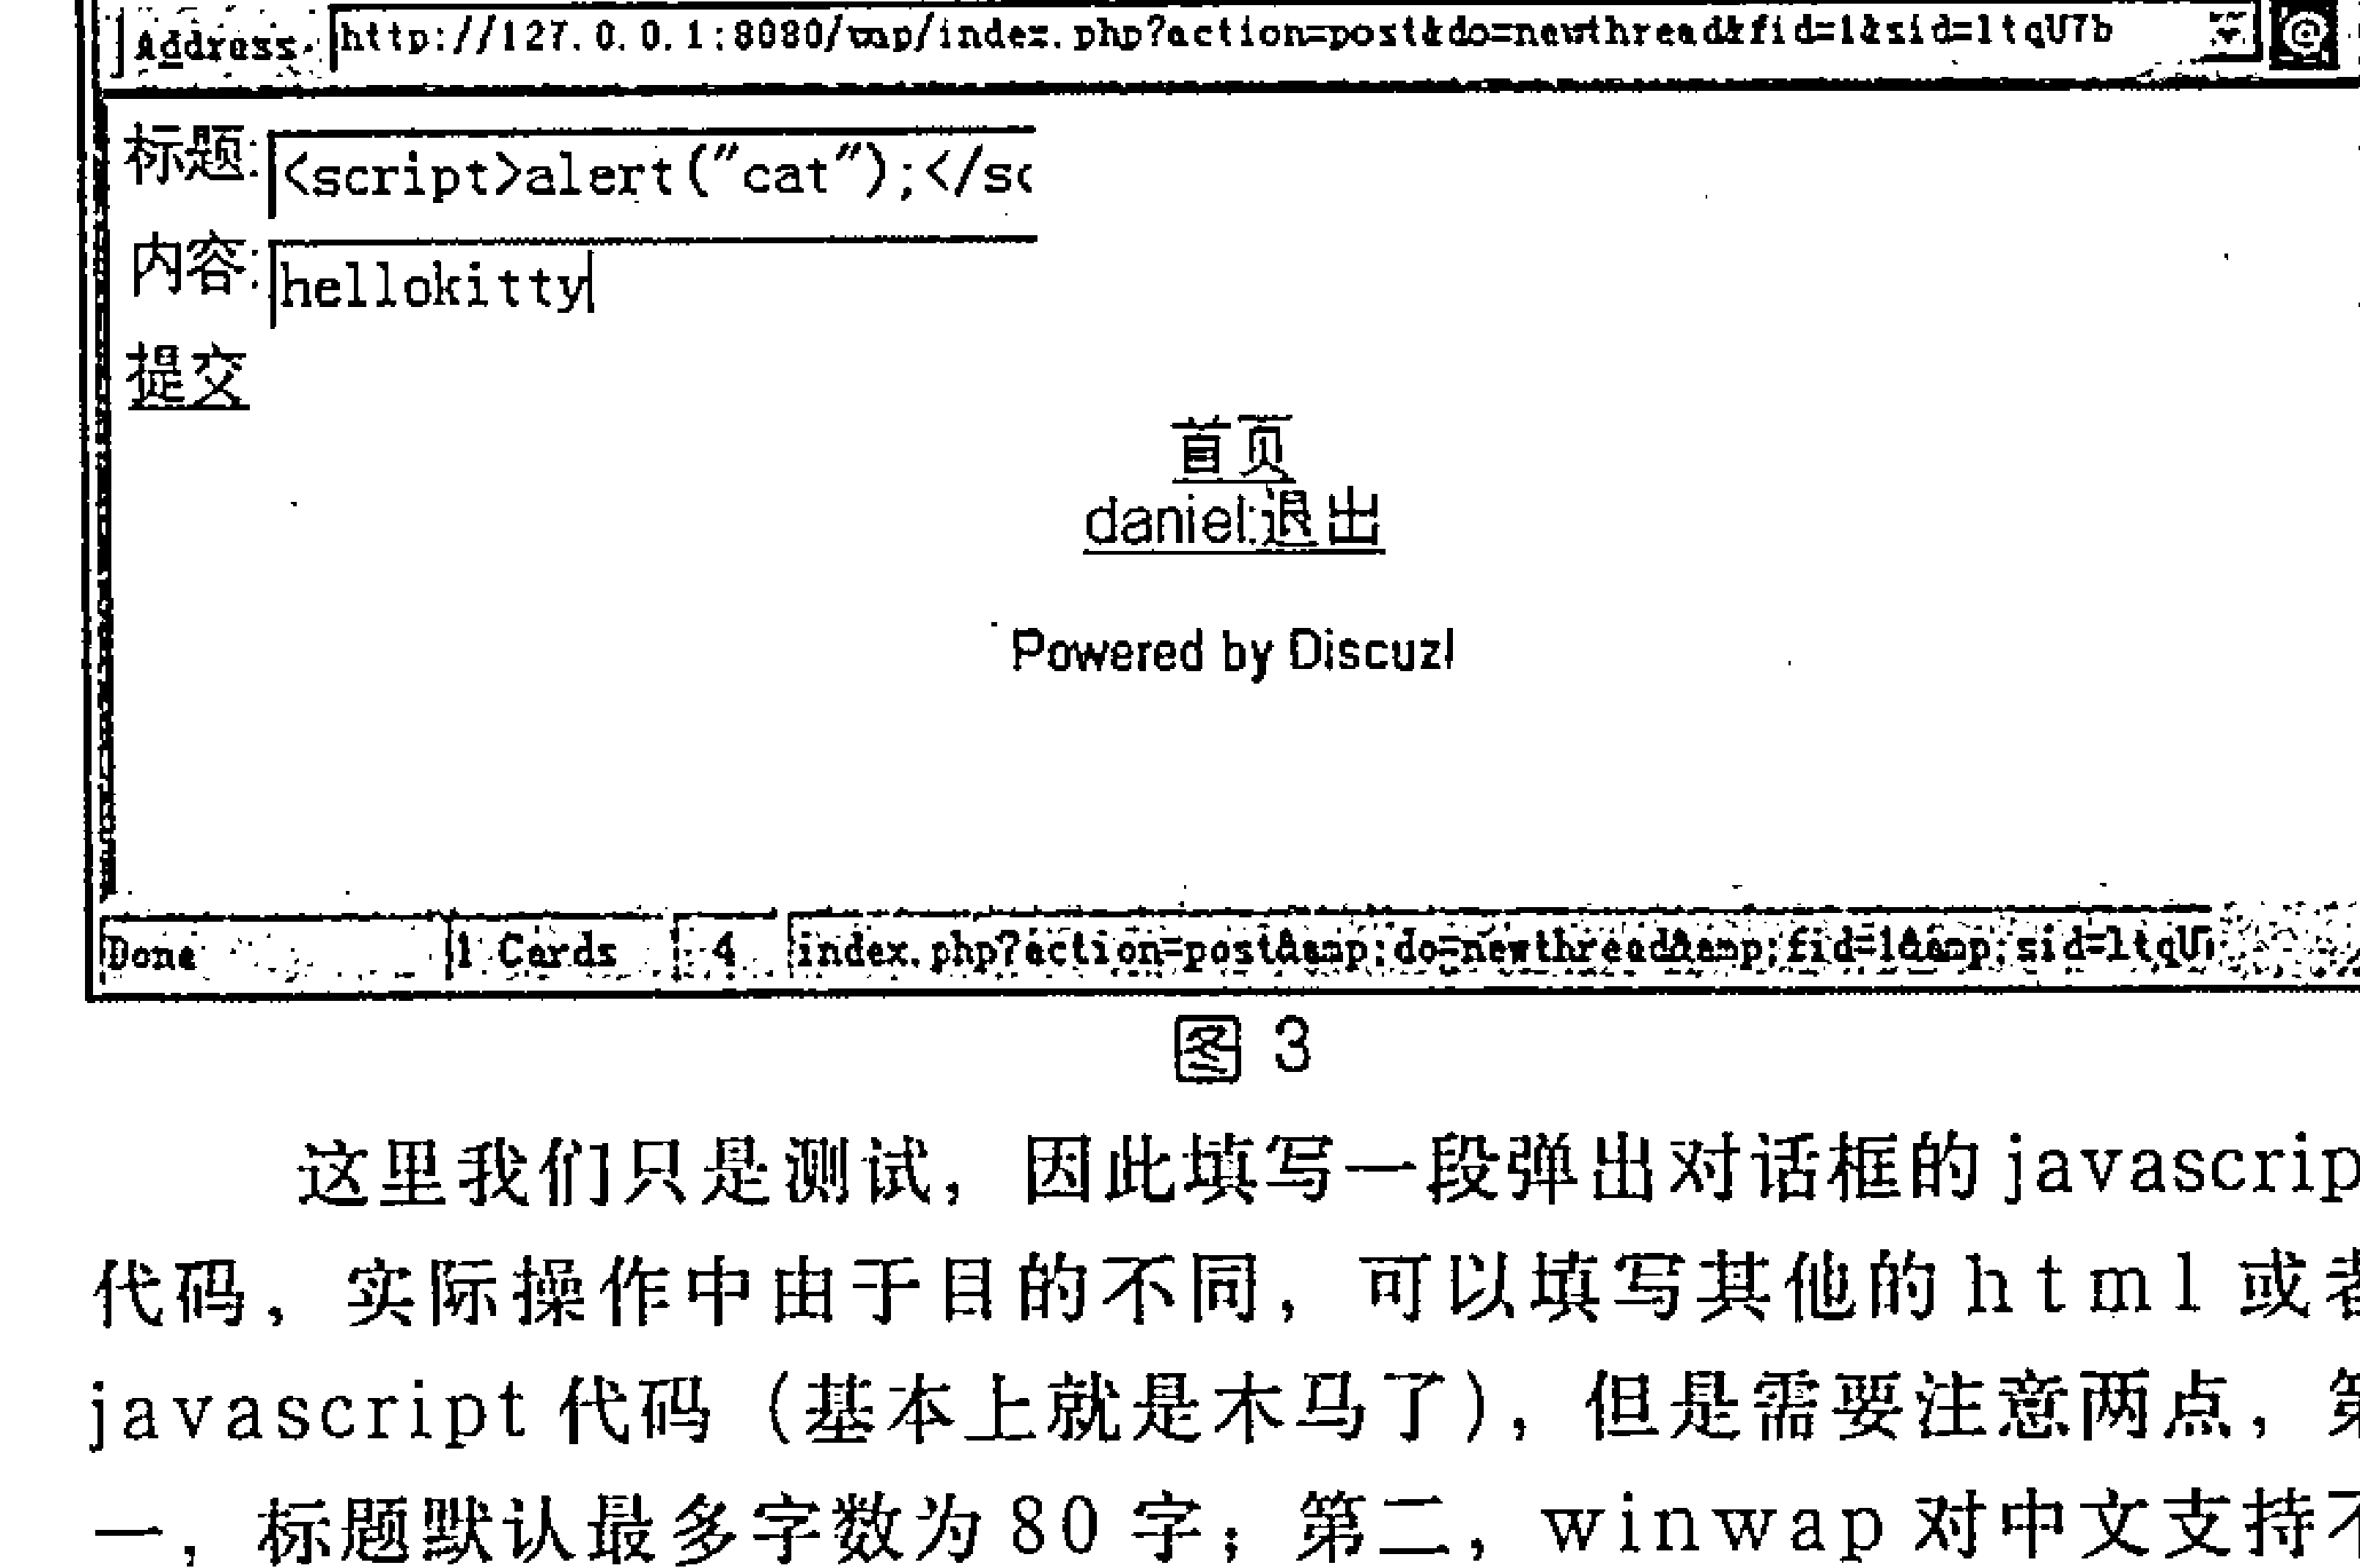 Address http://127.0.0.1:8080/wap/index.php?action=post&do=newthread&fid=1&sid=ltqU7b
标题: <script>alert("cat");</sc
内容: hellokitty
提交
首页
daniel:退出
Powered by Discuz!
Done 1 Cards 4 index.php?action=post&amp;do=newthread&amp;fid=1&amp;sid=ltqU
图 3
这里我们只是测试，因此填写一段弹出对话框的javascrip
代码，实际操作中由于目的不同，可以填写其他的html或者
javascript代码（基本上就是木马了），但是需要注意两点，第
一，标题默认最多字数为80字；第二，winwap对中文支持不